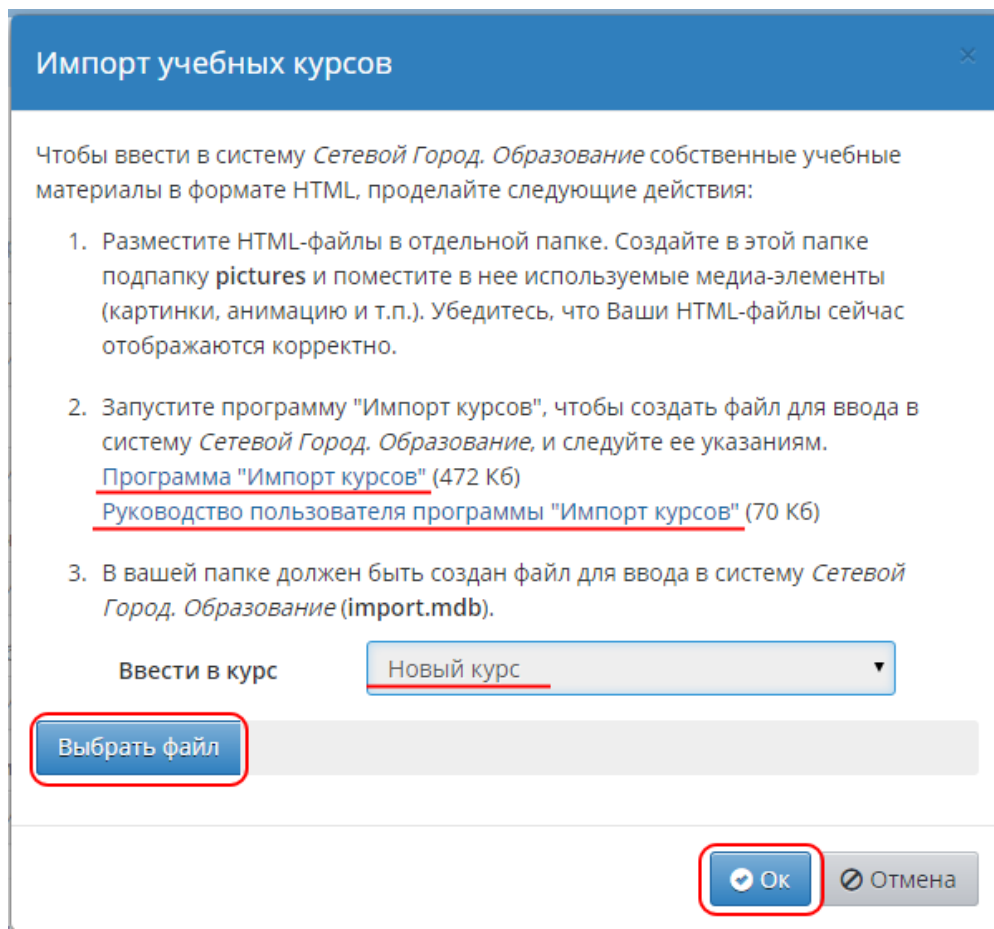 Импорт учебных курсов
Чтобы ввести в систему Сетевой Город. Образование собственные учебные
материалы в формате HTML, проделайте следующие действия:
1. Разместите HTML-файлы в отдельной папке. Создайте в этой папке
подпапку pictures и поместите в нее используемые медиа-элементы
(картинки, анимацию и т.п.). Убедитесь, что Ваши HTML-файлы сейчас
отображаются корректно.
2. Запустите программу "Импорт курсов", чтобы создать файл для ввода в
систему Сетевой Город. Образование, и следуйте ее указаниям.
Программа "Импорт курсов" (472 Кб)
Руководство пользователя программы "Импорт курсов" (70 Кб)
3. В вашей папке должен быть создан файл для ввода в систему Сетевой
Город. Образование (import.mdb).
Ввести в курс Новый курс
Выбрать файл
Ок Отмена